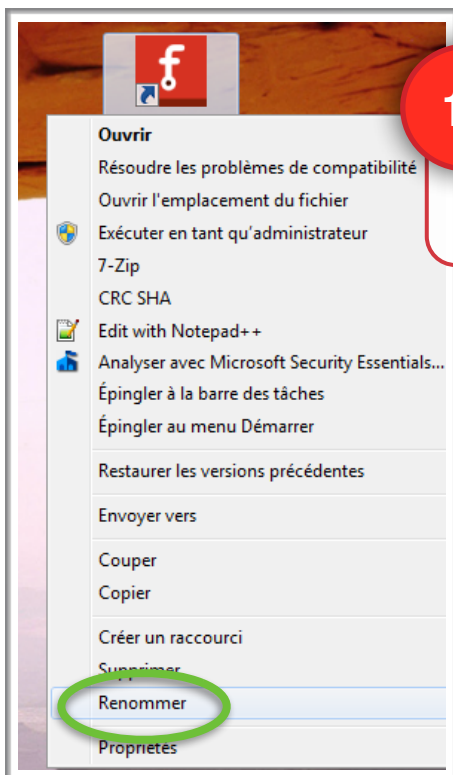 f
1
Ouvrir
Résoudre les problèmes de compatibilité
Ouvrir l'emplacement du fichier
Exécuter en tant qu'administrateur
7-Zip
CRC SHA
Edit with Notepad++
Analyser avec Microsoft Security Essentials...
Épingler à la barre des tâches
Épingler au menu Démarrer
Restaurer les versions précédentes
Envoyer vers
Couper
Copier
Créer un raccourci
Supprimer
Renommer
Propriétés